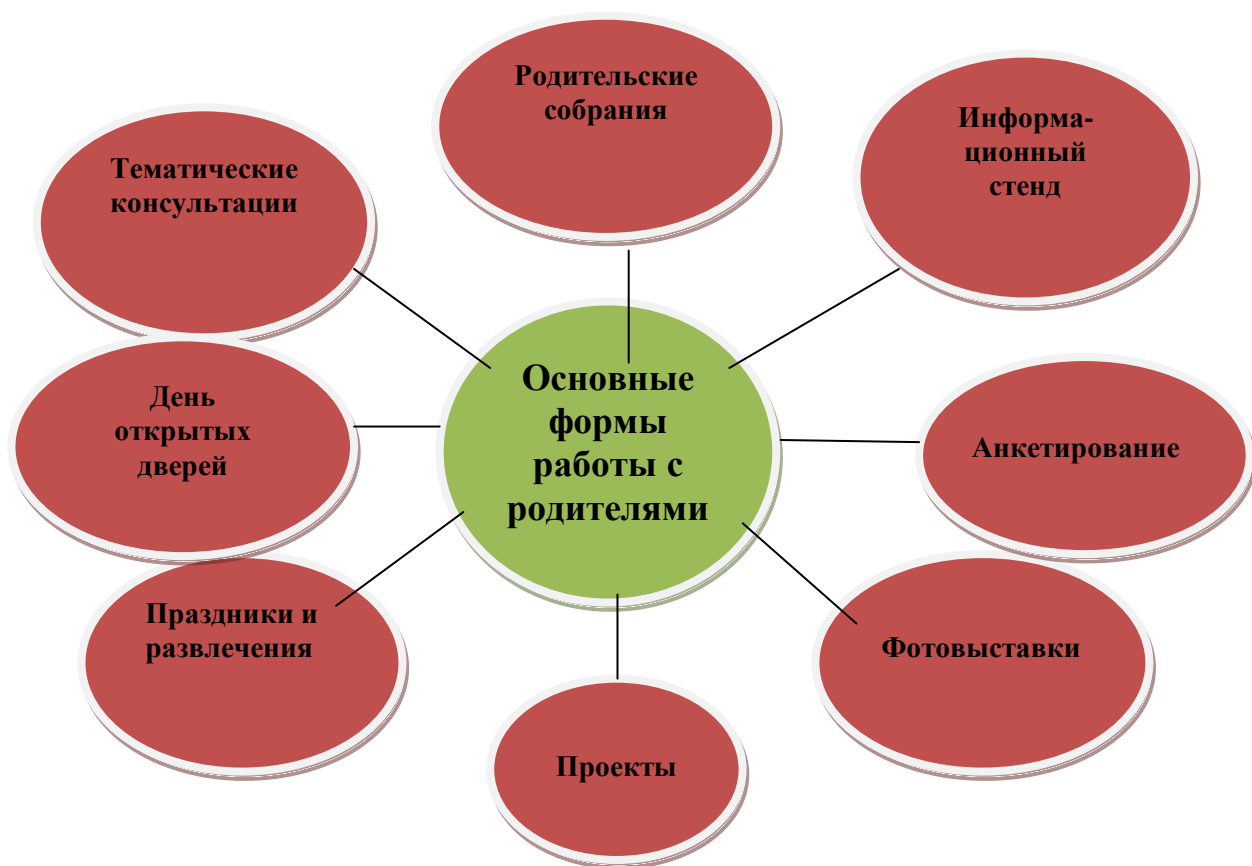 Родительские
собрания
Информа-
ционный
стенд
Тематические
консультации
Основные
формы
работы с
родителями
День
открытых
дверей
Анкетирование
Праздники и
развлечения
Фотовыставки
Проекты